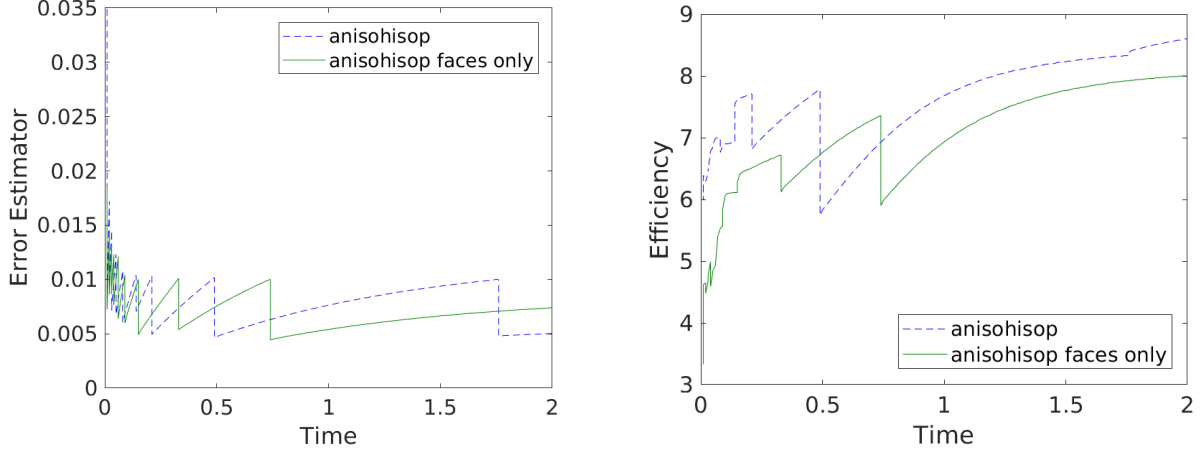 0.035
0.03
0.025
0.02
0.015
0.01
0.005
0
Error Estimator
anisohisop
anisohisop faces only
0 0.5 1 1.5 2
Time
9
8
7
6
5
4
3
Efficiency
anisohisop
anisohisop faces only
0 0.5 1 1.5 2
Time